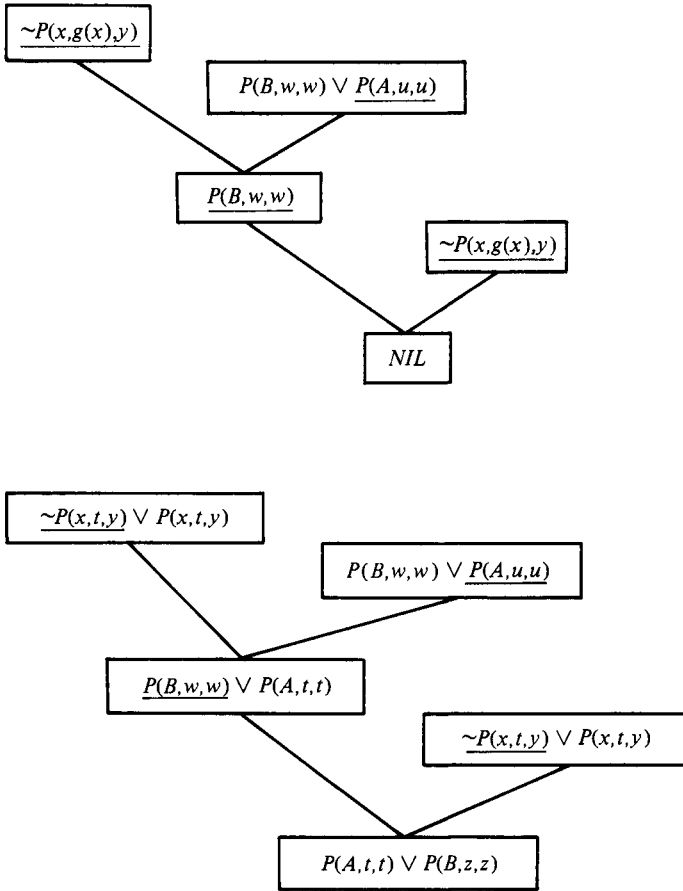 ~P(x,g(x),y)
P(B,w,w) ∨ P(A,u,u)
P(B,w,w)
~P(x,g(x),y)
NIL
~P(x,t,y) ∨ P(x,t,y)
P(B,w,w) ∨ P(A,u,u)
P(B,w,w) ∨ P(A,t,t)
~P(x,t,y) ∨ P(x,t,y)
P(A,t,t) ∨ P(B,z,z)